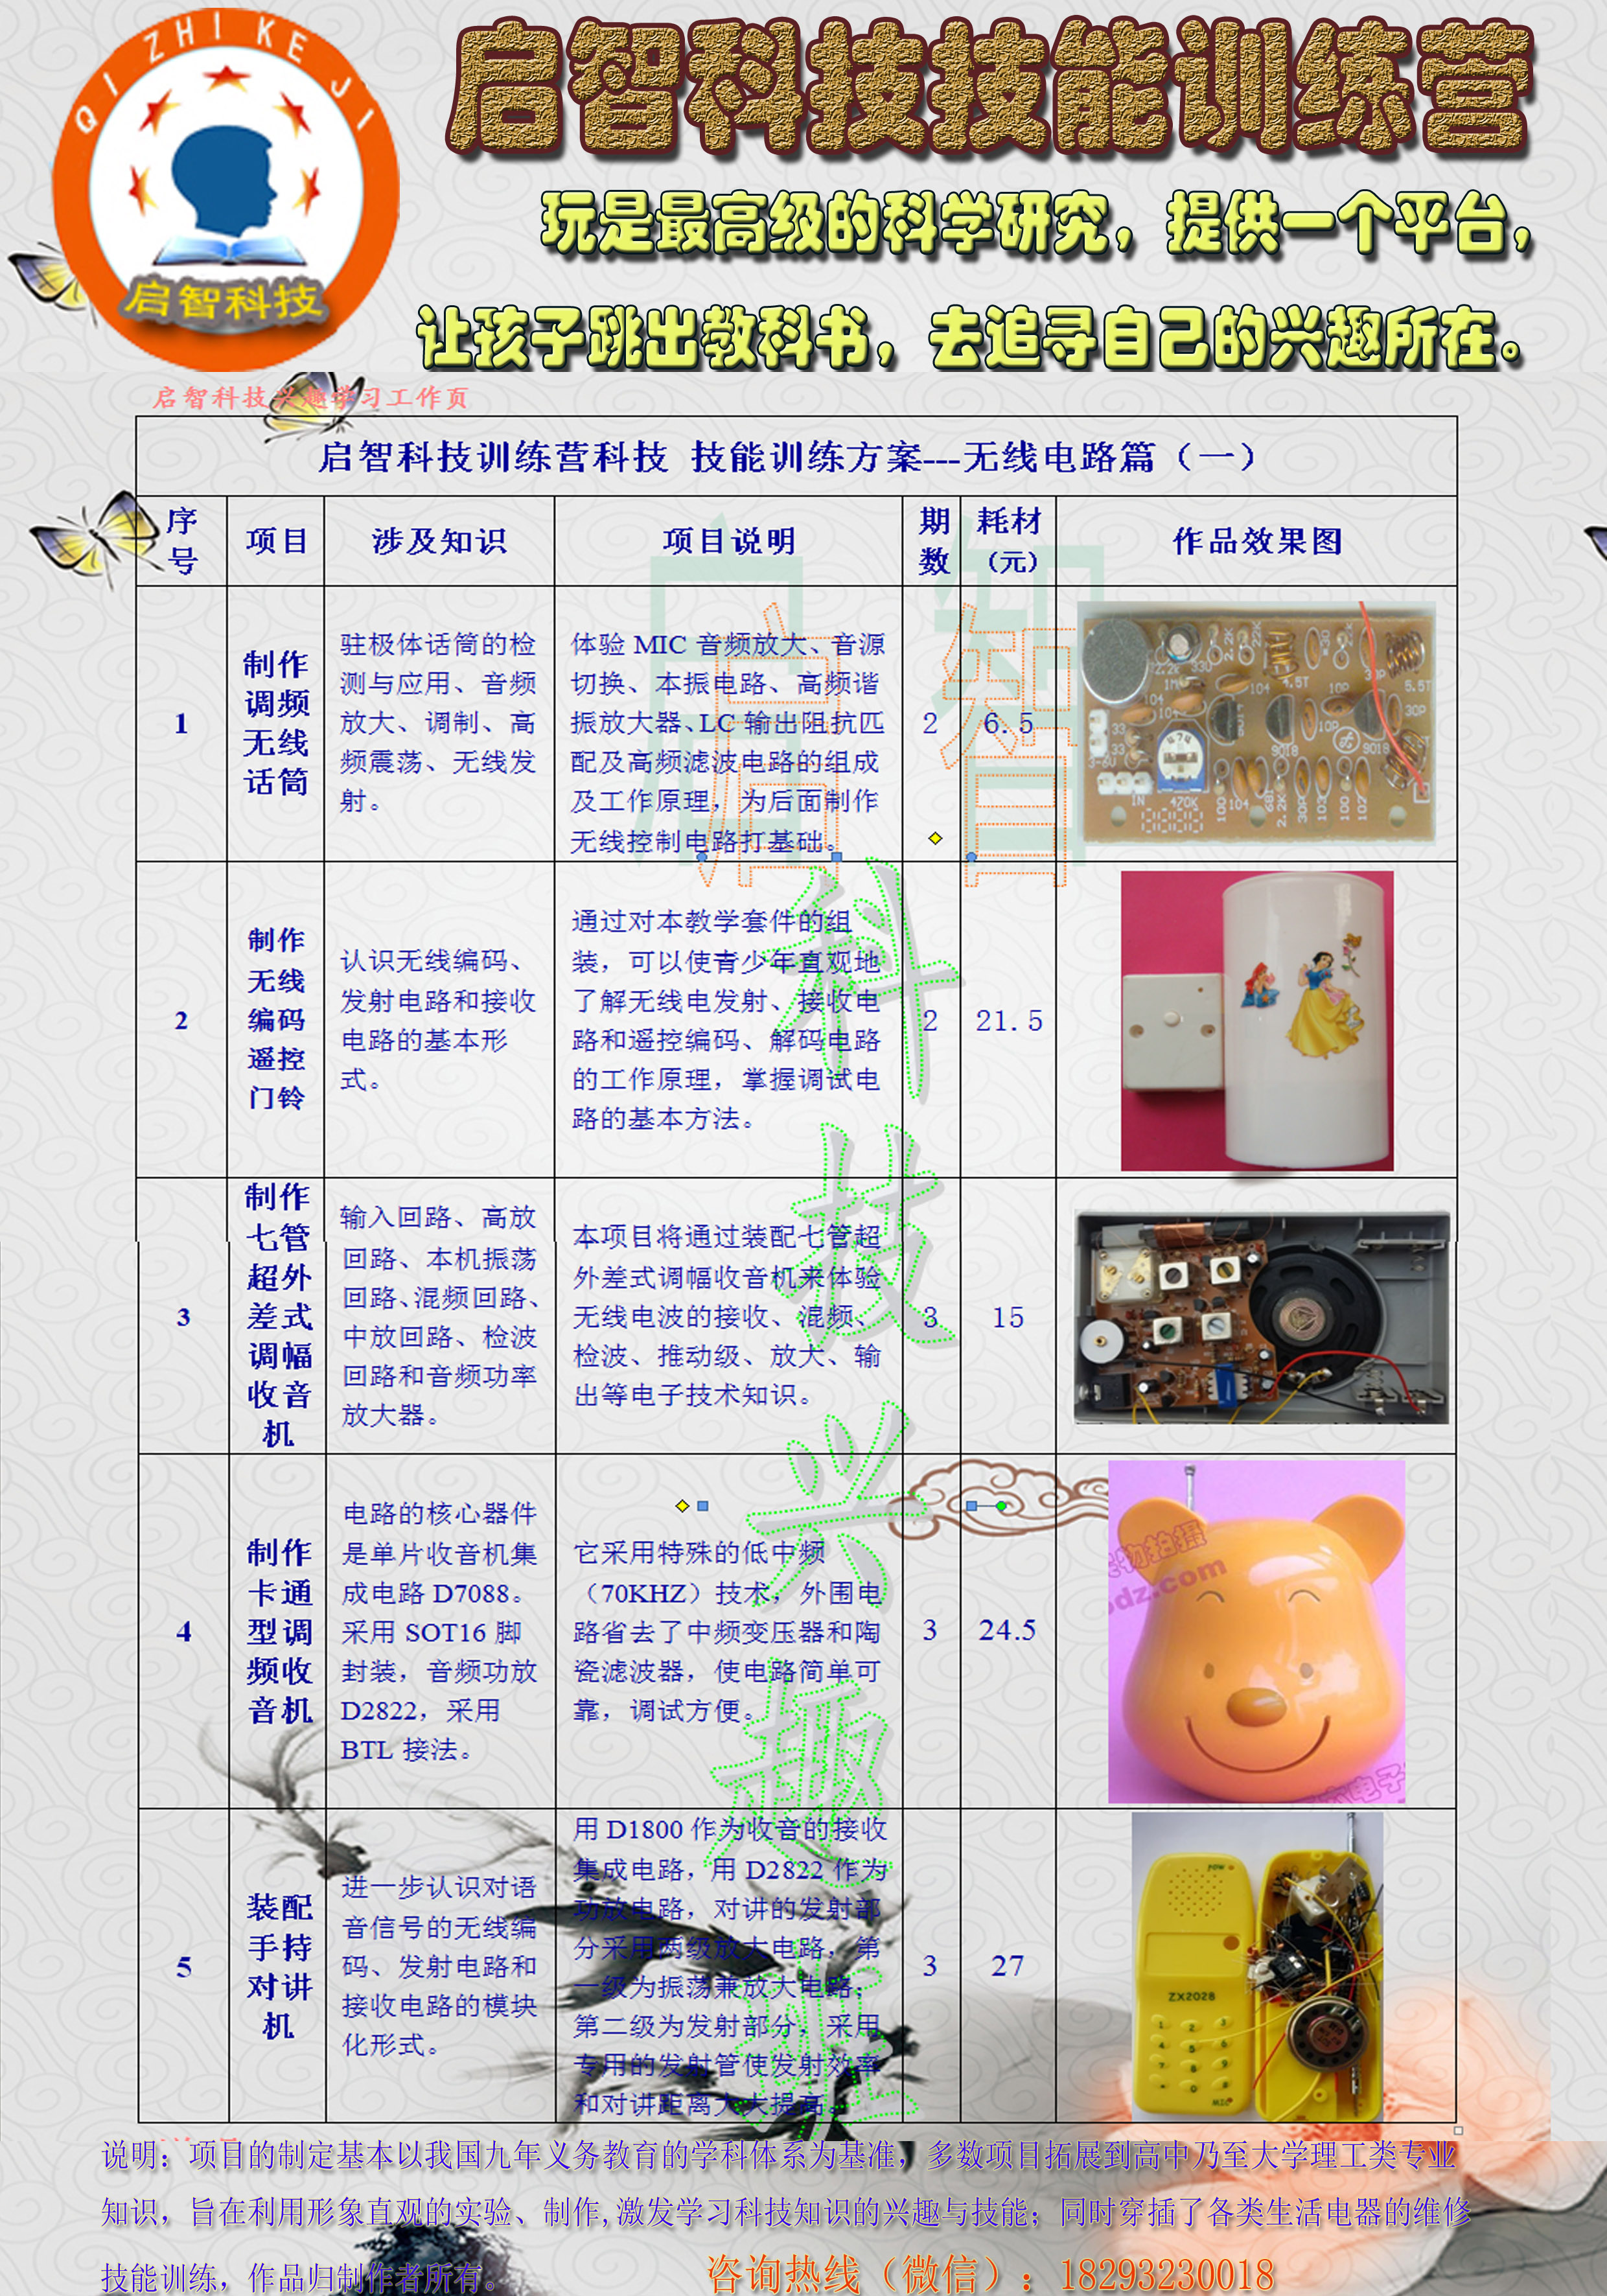 QI ZHI KE JI
启智科技
启智科技技能训练营
玩是最高级的科学研究，提供一个平台，
让孩子跳出教科书，去追寻自己的兴趣所在。
启智科技兴趣学习工作页
启智科技训练营科技 技能训练方案---无线电路篇（一）
序
号
项目
涉及知识
项目说明
期
数
耗材
（元）
作品效果图
1
制作
调频
无线
话筒
驻极体话筒的检
测与应用、音频
放大、调制、高
频震荡、无线发
射。
体验 MIC 音频放大、音源
切换、本振电路、高频谐
振放大器、LC 输出阻抗匹
配及高频滤波电路的组成
及工作原理，为后面制作
无线控制电路打基础。
2
6.5
2
制作
无线
编码
遥控
门铃
认识无线编码、
发射电路和接收
电路的基本形
式。
通过对本教学套件的组
装，可以使青少年直观地
了解无线电发射、接收电
路和遥控编码、解码电路
的工作原理，掌握调试电
路的基本方法。
2
21.5
3
制作
七管
超外
差式
调幅
收音
机
输入回路、高放
回路、本机振荡
回路、混频回路、
中放回路、检波
回路和音频功率
放大器。
本项目将通过装配七管超
外差式调幅收音机来体验
无线电波的接收、混频、
检波、推动级、放大、输
出等电子技术知识。
3
15
4
制作
卡通
型调
频收
音机
电路的核心器件
是单片收音机集
成电路 D7088。
采用 SOT16 脚
封装，音频功放
D2822，采用
BTL 接法。
它采用特殊的低中频
（70KHZ）技术，外围电
路省去了中频变压器和陶
瓷滤波器，使电路简单可
靠，调试方便。
3
24.5
5
装配
手持
对讲
机
进一步认识对语
音信号的无线编
码、发射电路和
接收电路的模块
化形式。
用 D1800 作为收音的接收
集成电路，用 D2822 作为
功放电路，对讲的发射部
分采用两级放大电路，第
一级为振荡兼放大电路；
第二级为发射部分，采用
专用的发射管使发射效率
和对讲距离大大提高。
3
27
ZX2028
启智科技兴趣班
说明：项目的制定基本以我国九年义务教育的学科体系为基准，多数项目拓展到高中乃至大学理工类专业
知识，旨在利用形象直观的实验、制作,激发学习科技知识的兴趣与技能；同时穿插了各类生活电器的维修
技能训练，作品归制作者所有。
咨询热线（微信）：18293230018